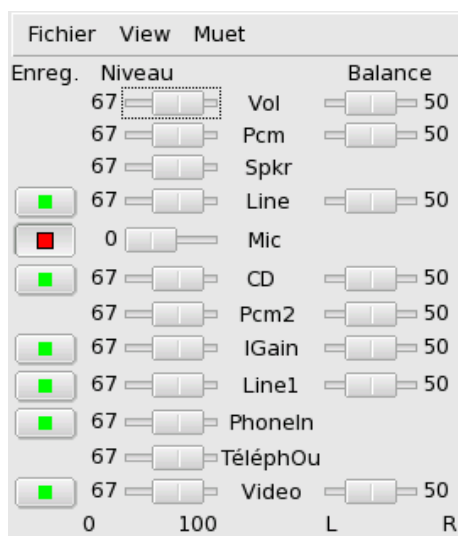 Fichier View Muet
Enreg. Niveau Balance
67 Vol 50
67 Pcm 50
67 Spkr
67 Line 50
0 Mic
67 CD 50
67 Pcm2 50
67 IGain 50
67 Line1 50
67 PhoneIn
67 TéléphOu
67 Video 50
0 100 L R